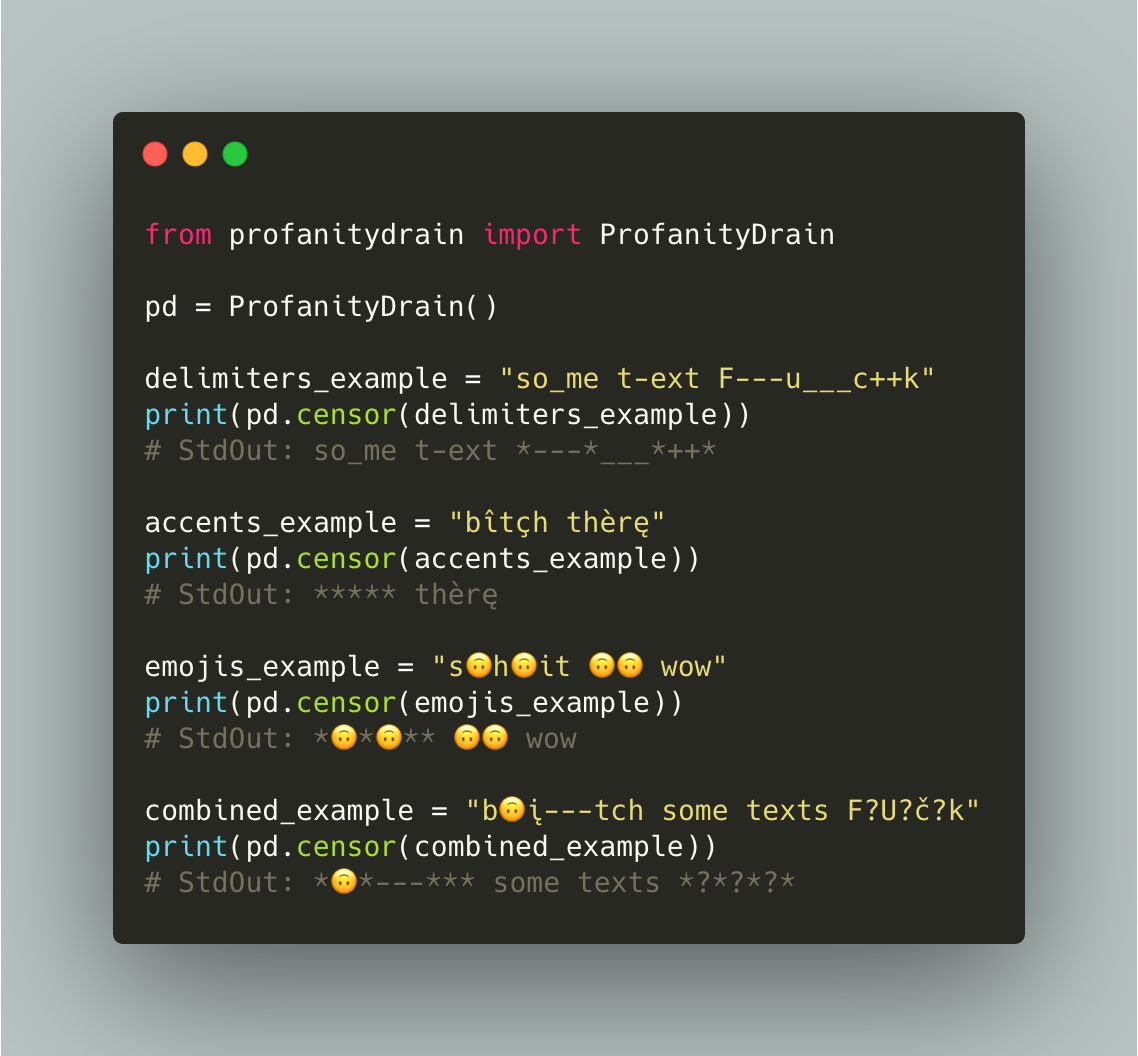 from profanitydrain import ProfanityDrain
pd = ProfanityDrain()
delimiters_example = "so_me t-ext F---u___c++k"
print(pd.censor(delimiters_example))
# StdOut: so_me t-ext *---*___*++*
accents_example = "bîtçh thèrę"
print(pd.censor(accents_example))
# StdOut: ***** thèrę
emojis_example = "s🙃h🙃it 🙃🙃 wow"
print(pd.censor(emojis_example))
# StdOut: *🙃*🙃** 🙃🙃 wow
combined_example = "b🙃į---tch some texts F?U?č?k"
print(pd.censor(combined_example))
# StdOut: *🙃*---*** some texts *?*?*?*